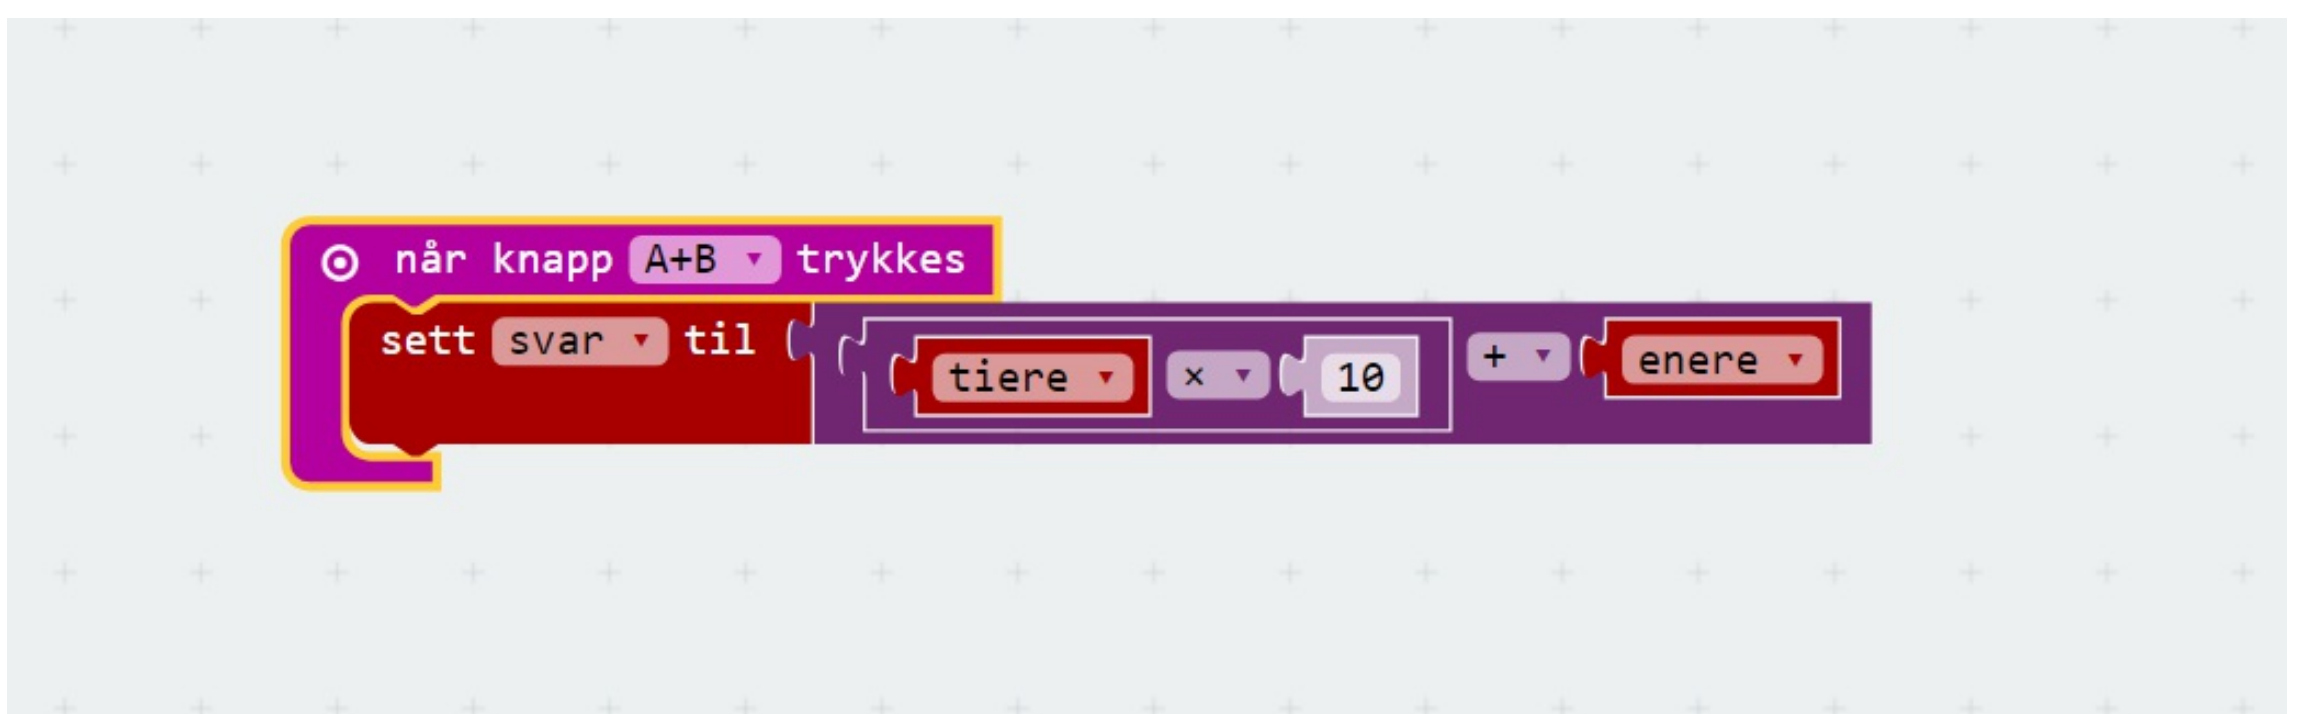 når knapp A+B trykkes
sett svar til tiere × 10 + enere